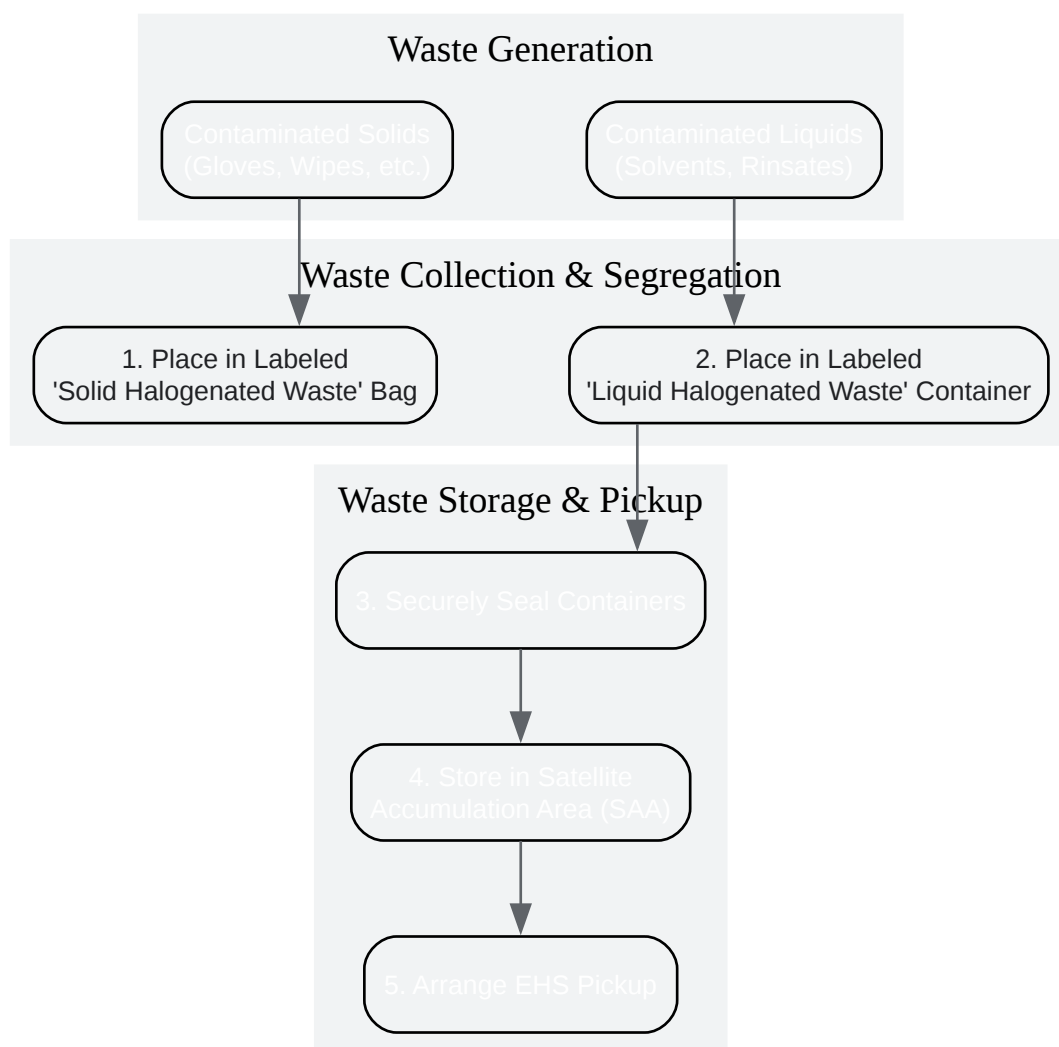 Waste Generation
Contaminated Solids
(Gloves, Wipes, etc.)
Contaminated Liquids
(Solvents, Rinsates)
Waste Collection & Segregation
1. Place in Labeled
'Solid Halogenated Waste' Bag
2. Place in Labeled
'Liquid Halogenated Waste' Container
Waste Storage & Pickup
3. Securely Seal Containers
4. Store in Satellite
Accumulation Area (SAA)
5. Arrange EHS Pickup